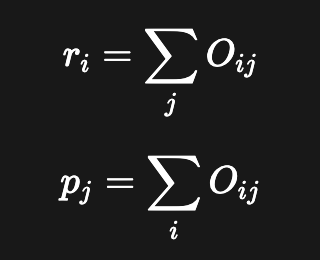 r_i = \sum_j O_{ij}
p_j = \sum_i O_{ij}